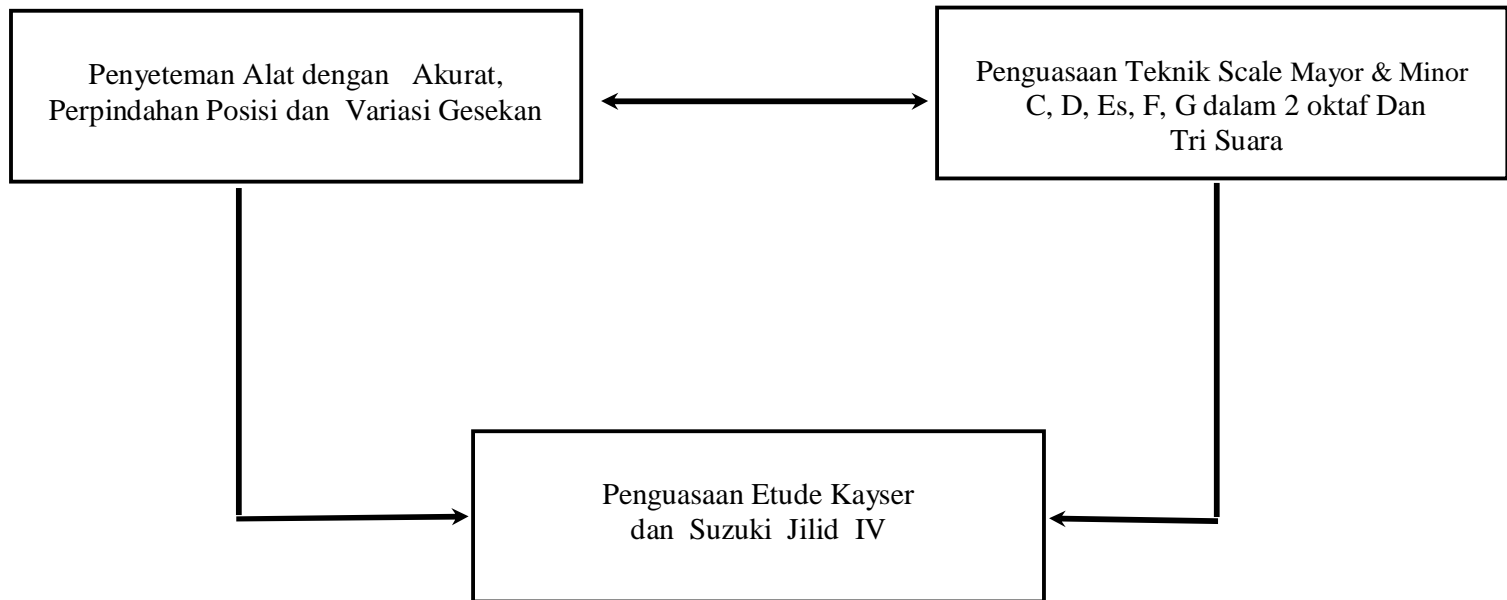 Penyeteman Alat dengan Akurat,
Perpindahan Posisi dan Variasi Gesekan
Penguasaan Teknik Scale Mayor & Minor
C, D, Es, F, G dalam 2 oktaf Dan
Tri Suara
Penguasaan Etude Kayser
dan Suzuki Jilid IV